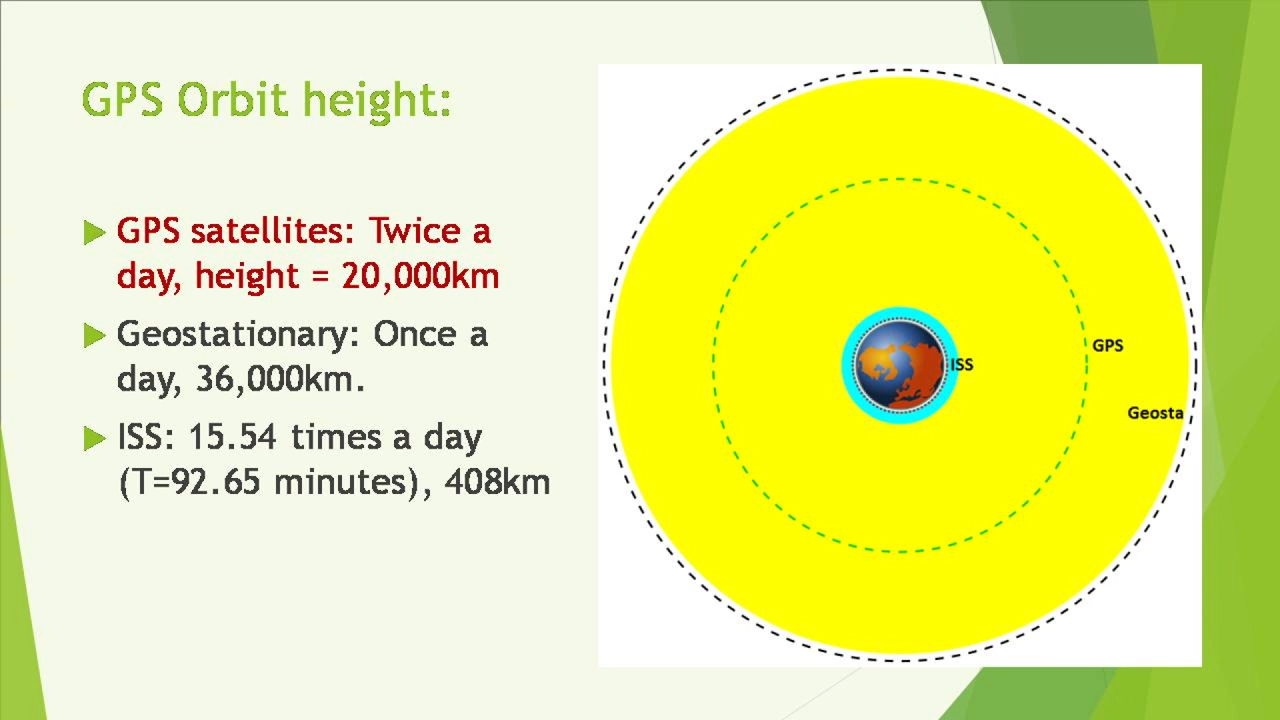 GPS Orbit height:
GPS satellites: Twice a
day, height = 20,000km
Geostationary: Once a
day, 36,000km.
ISS: 15.54 times a day
(T=92.65 minutes), 408km
GPS
ISS
Geosta